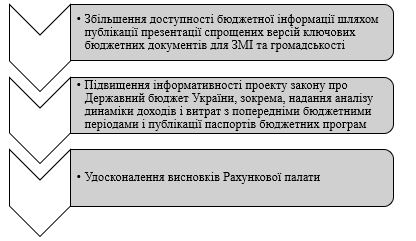 • Збільшення доступності бюджетної інформації шляхом
публікації презентації спрощених версій ключових
бюджетних документів для ЗМІ та громадськості
• Підвищення інформативності проекту закону про
Державний бюджет України, зокрема, надання аналізу
динаміки доходів і витрат з попередніми бюджетними
періодами і публікації паспортів бюджетних програм
• Удосконалення висновків Рахункової палати